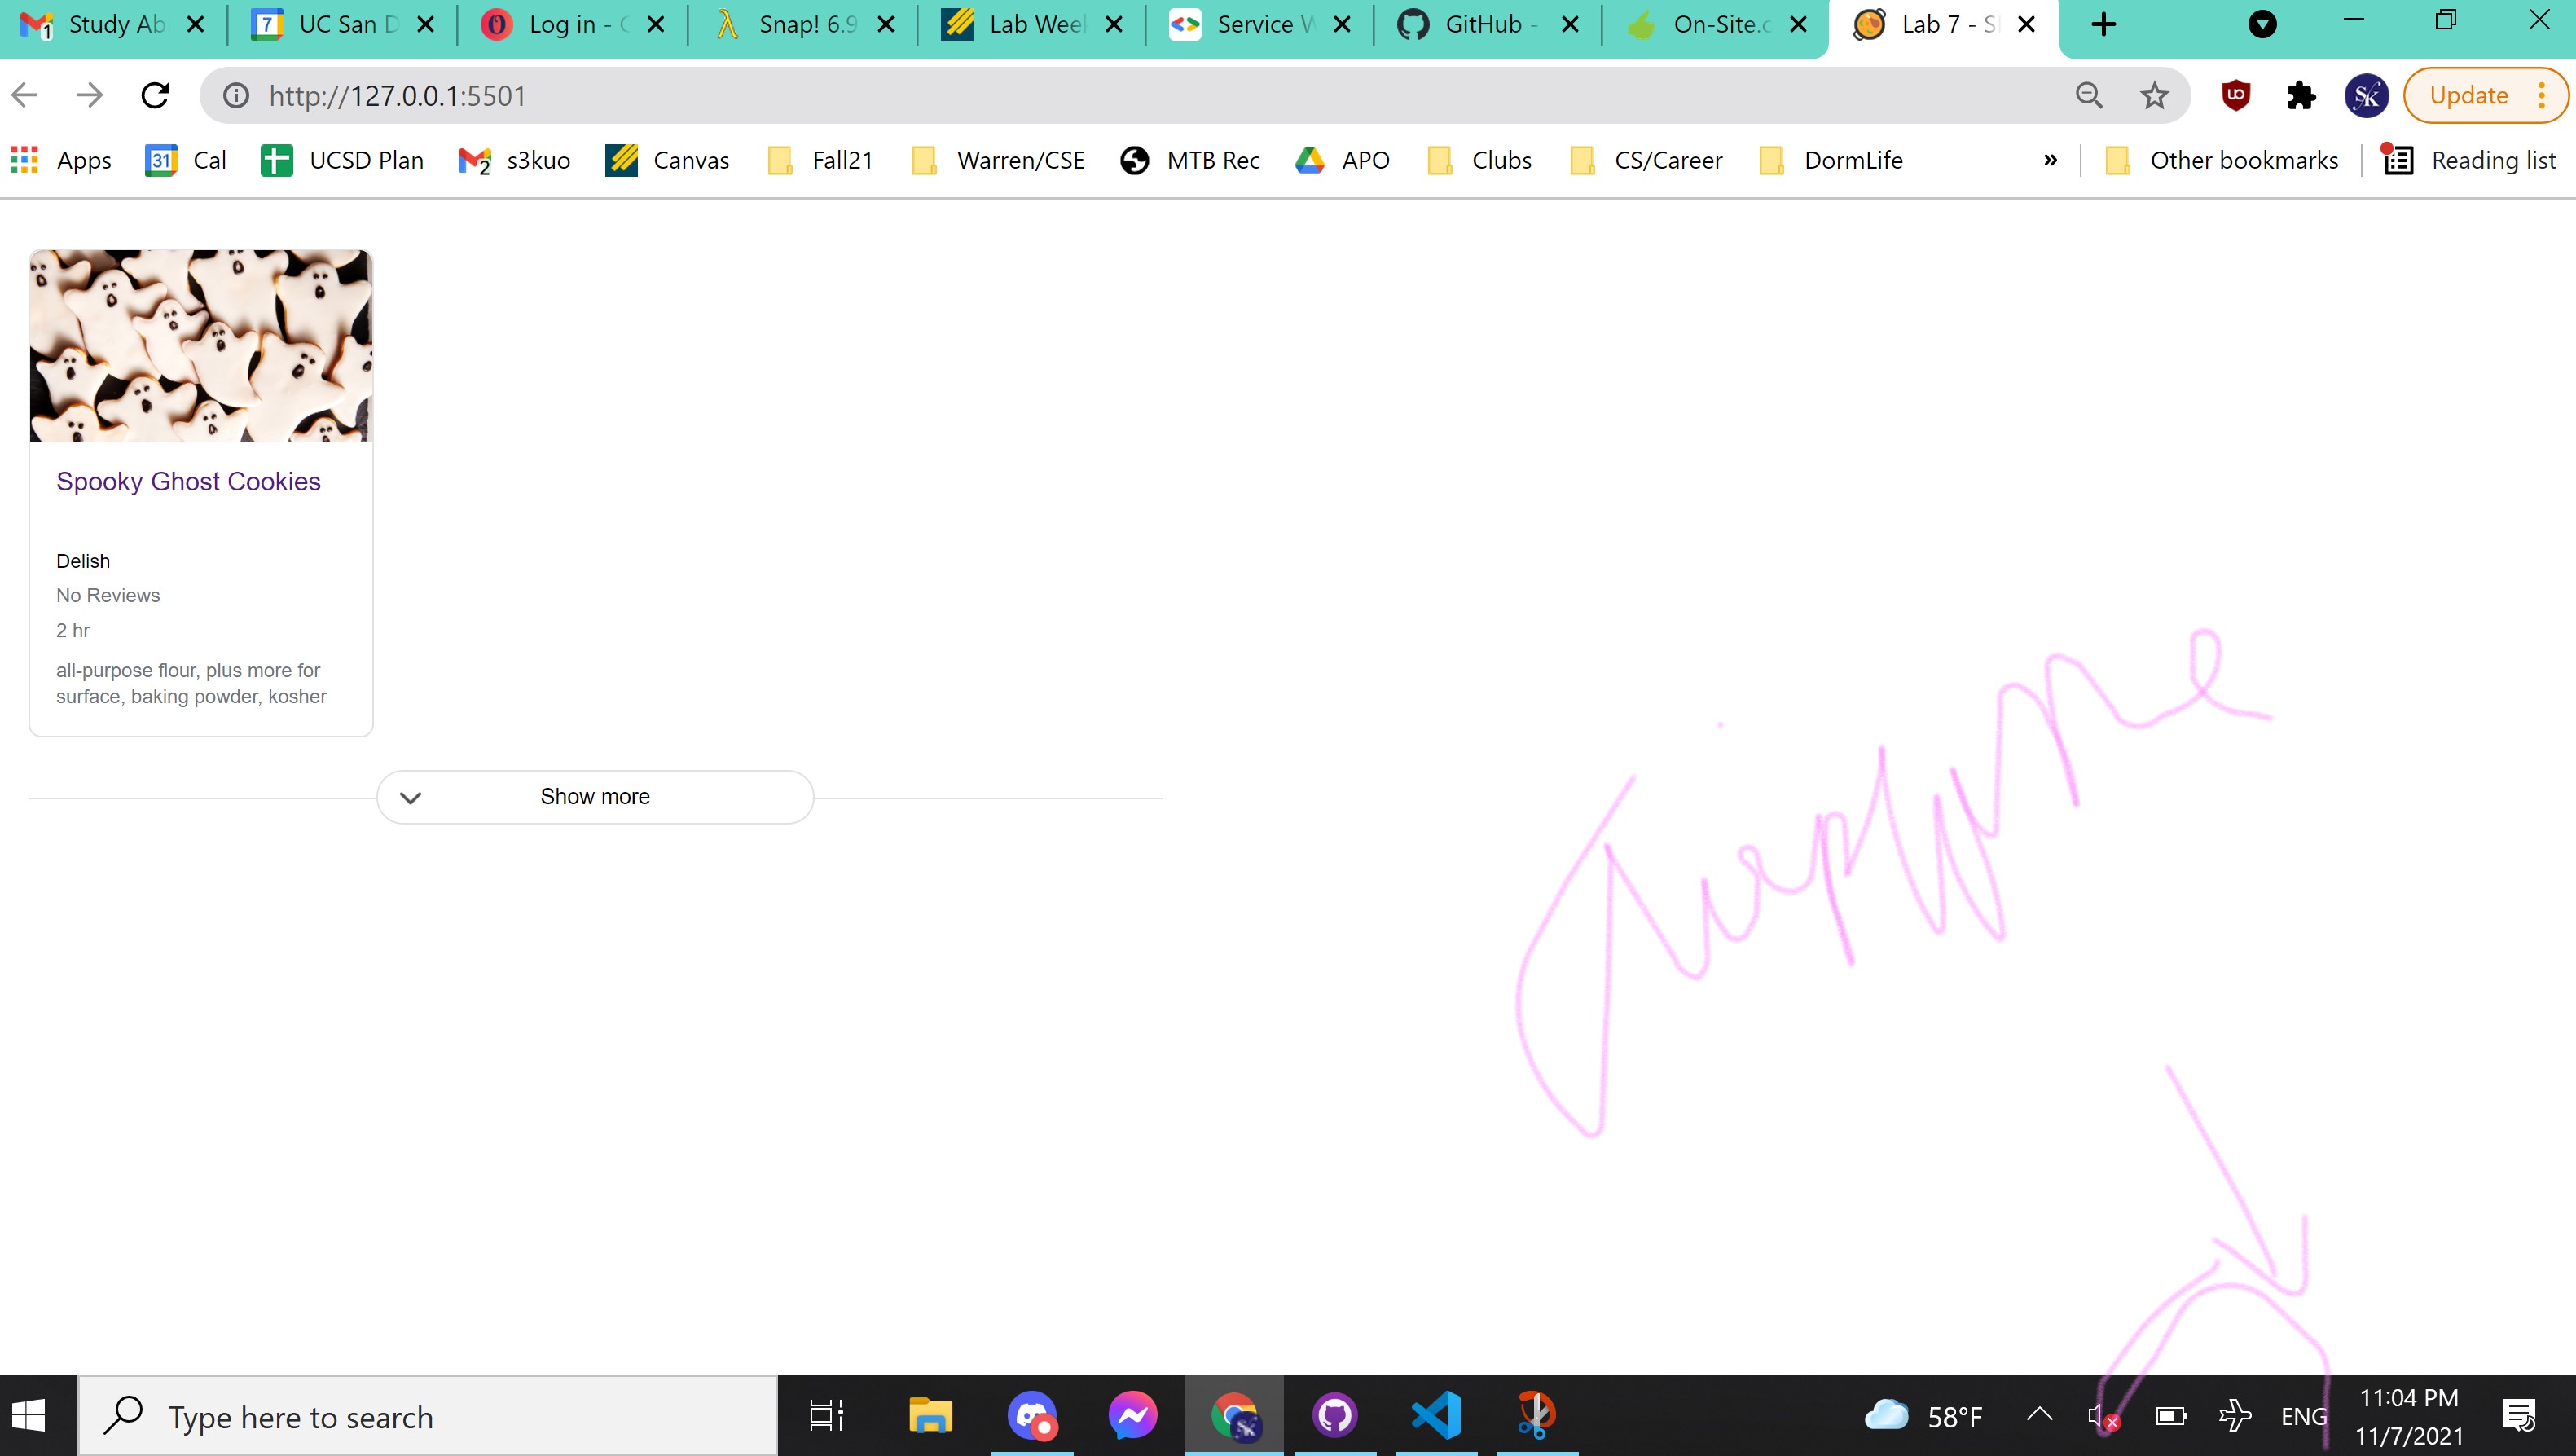 Study Ab
UC San D
Log in -
Snap! 6.9
Lab Wee
Service W
GitHub -
On-Site.c
Lab 7 - S
http://127.0.0.1:5501
Update
Apps
Cal
UCSD Plan
s3kuo
Canvas
Fall21
Warren/CSE
MTB Rec
APO
Clubs
CS/Career
DormLife
»
Other bookmarks
Reading list
Spooky Ghost Cookies
Delish
No Reviews
2 hr
all-purpose flour, plus more for
surface, baking powder, kosher
Show more
Airplane
Type here to search
58°F
ENG
11:04 PM
11/7/2021